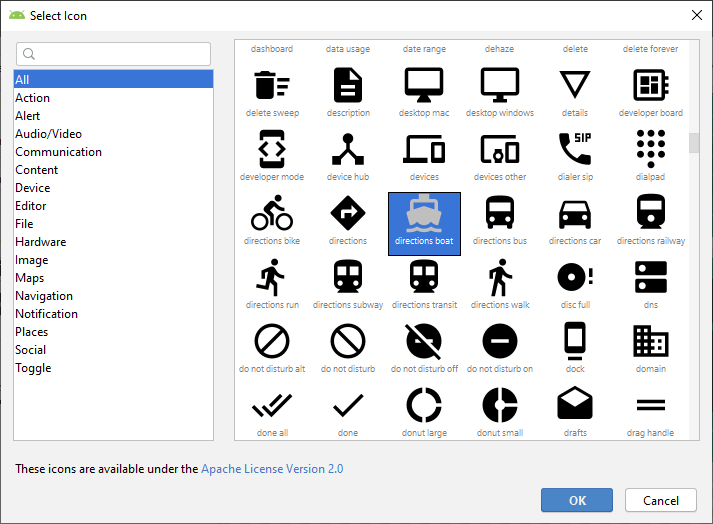 Select Icon
All
Action
Alert
Audio/Video
Communication
Content
Device
Editor
File
Hardware
Image
Maps
Navigation
Notification
Places
Social
Toggle
dashboard data usage date range dehaze delete delete forever
delete sweep description desktop mac desktop windows details developer board
SIP
developer mode device hub devices devices other dialer sip dialpad
directions bike directions directions boat directions bus directions car directions railway
directions run directions subway directions transit directions walk disc full dns
do not disturb alt do not disturb do not disturb off do not disturb on dock domain
done all done donut large donut small drafts drag handle
These icons are available under the Apache License Version 2.0
OK Cancel